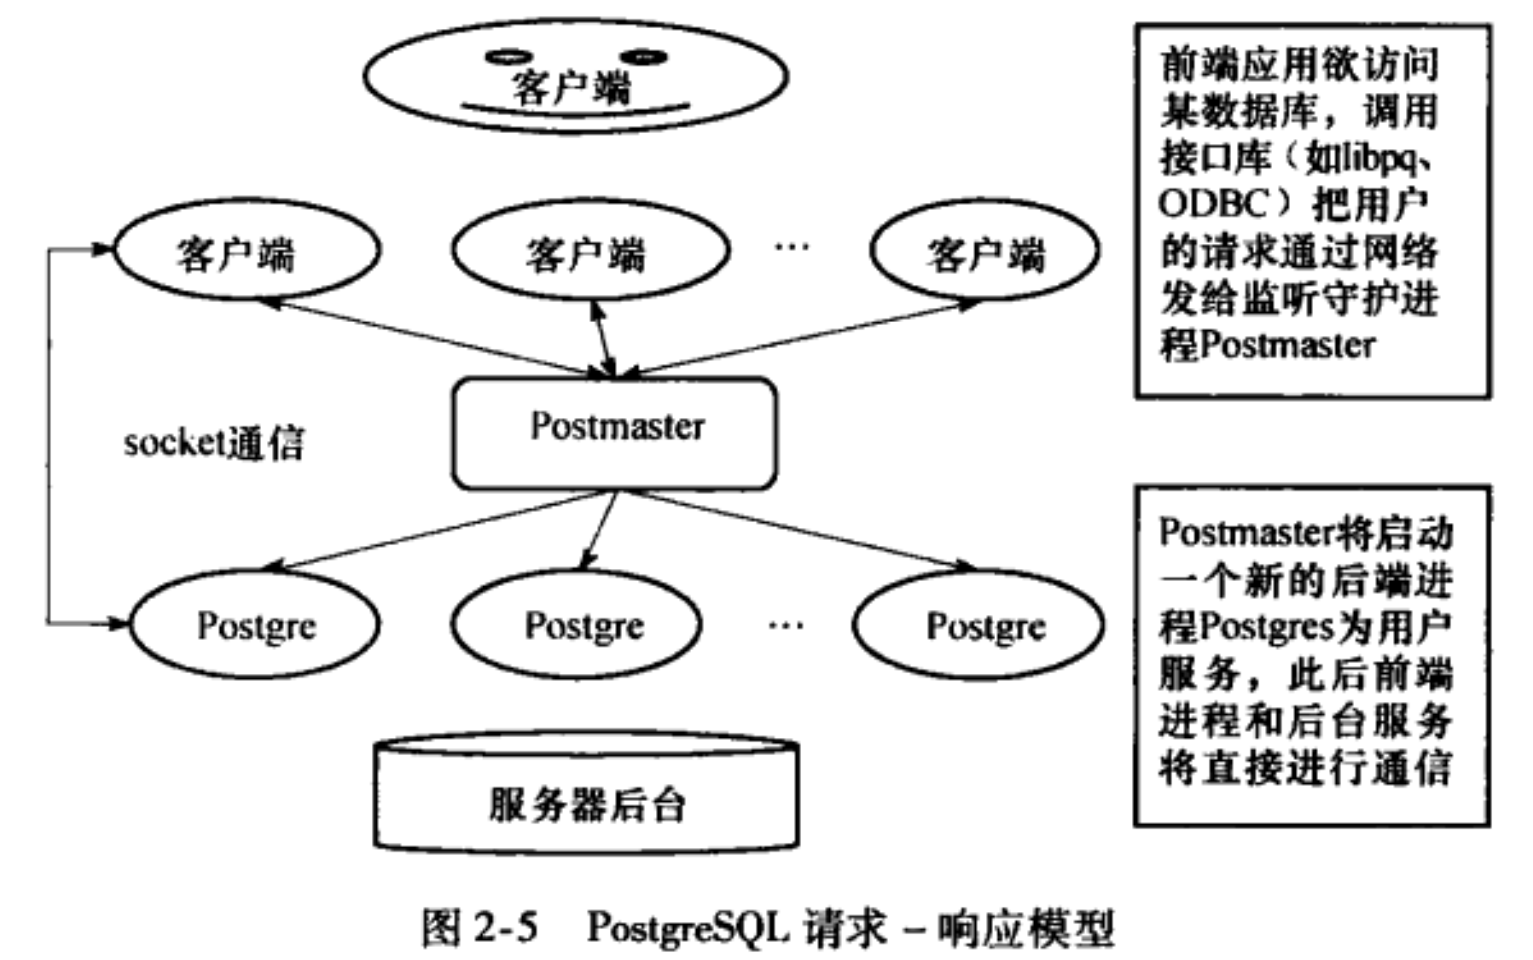 客户端
客户端
客户端
…
客户端
socket通信
Postmaster
Postgre
Postgre
…
Postgre
服务器后台
前端应用欲访问
某数据库，调用
接口库（如libpq、
ODBC）把用户
的请求通过网络
发给监听守护进
程Postmaster
Postmaster将启动
一个新的后端进
程Postgres为用户
服务，此后前端
进程和后台服务
将直接进行通信
图 2-5 PostgreSQL 请求－响应模型